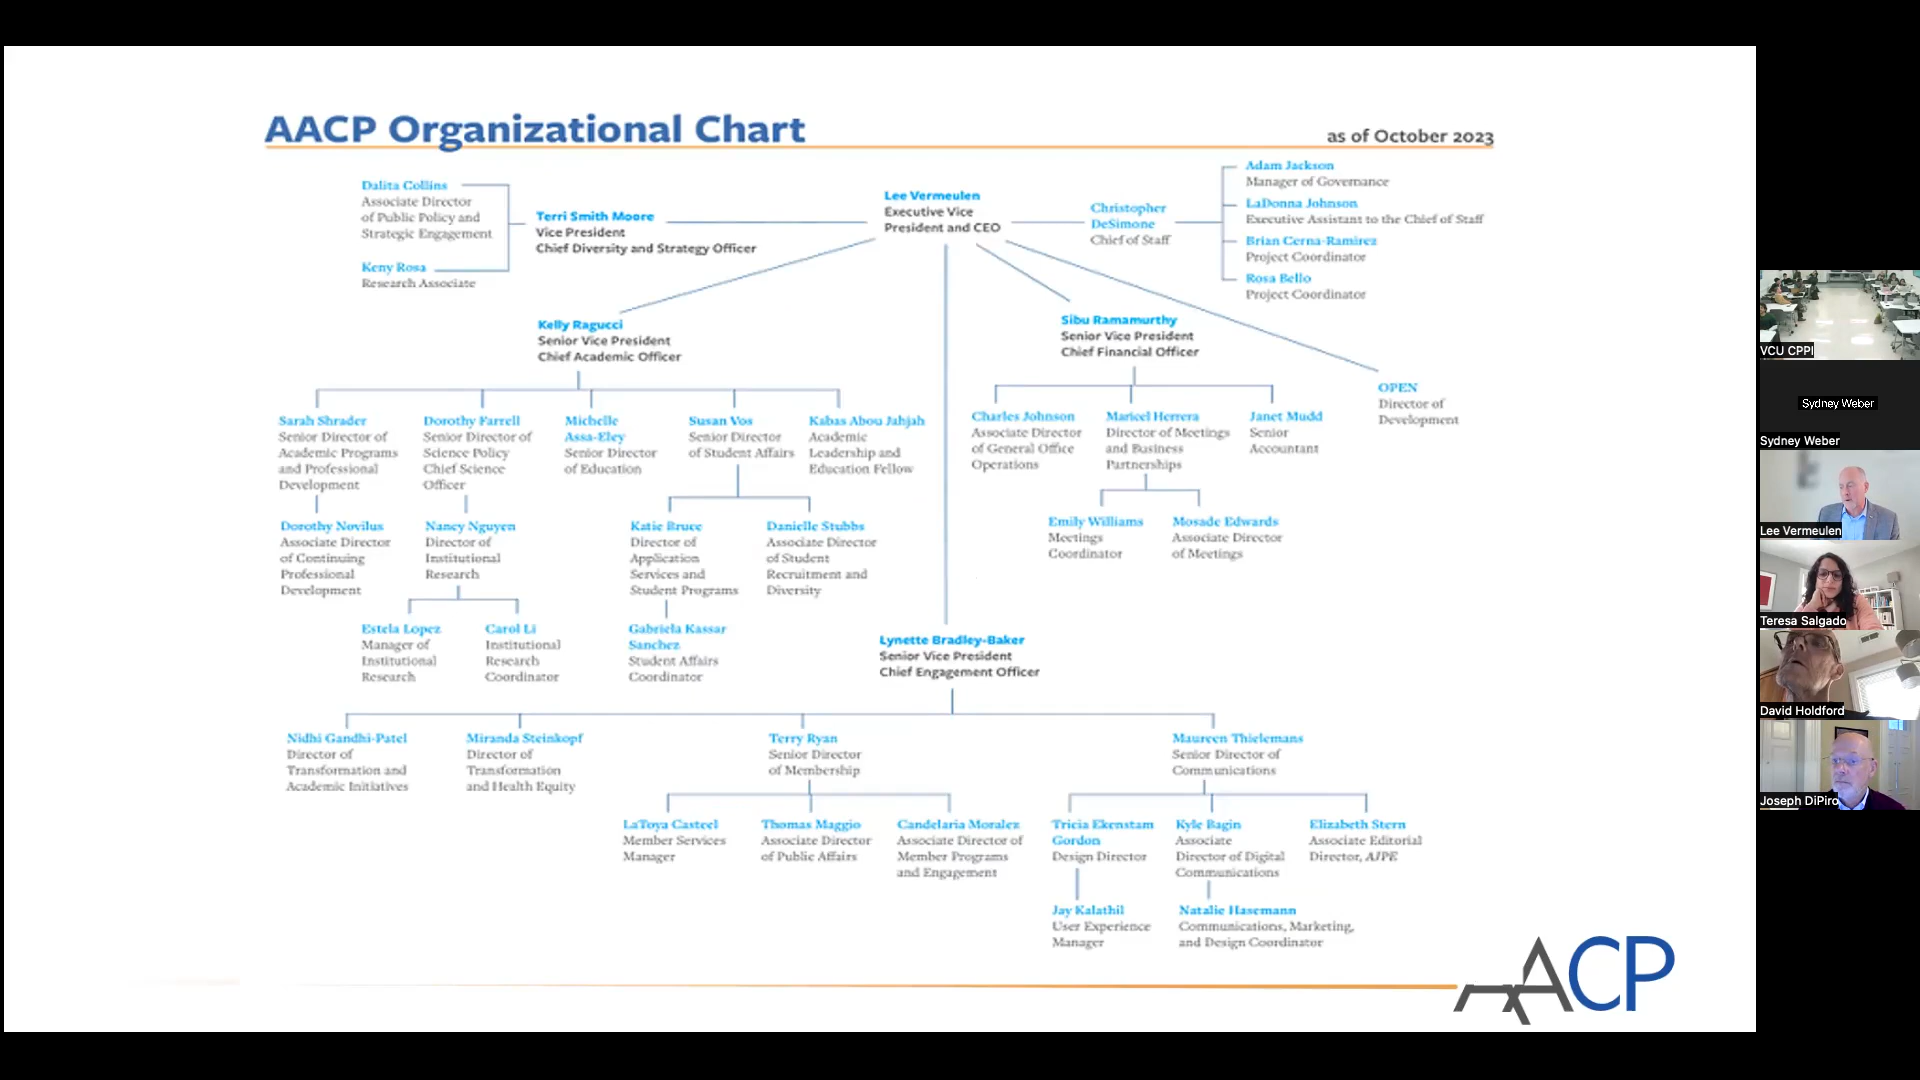 AACP Organizational Chart
as of October 2023
Dalita Collins
Associate Director
of Public Policy and
Strategic Engagement
Keny Rosa
Research Associate
Terri Smith Moore
Vice President
Chief Diversity and Strategy Officer
Lee Vermeulen
Executive Vice
President and CEO
Christopher
DeSimone
Chief of Staff
Adam Jackson
Manager of Governance
LaDonna Johnson
Executive Assistant to the Chief of Staff
Brian Cerna-Ramirez
Project Coordinator
Rosa Bello
Project Coordinator
Kelly Ragucci
Senior Vice President
Chief Academic Officer
Sibu Ramamurthy
Senior Vice President
Chief Financial Officer
OPEN
Director of
Development
Sarah Shrader
Senior Director of
Academic Programs
and Professional
Development
Dorothy Farrell
Senior Director of
Science Policy
Chief Science
Officer
Michelle
Assa-Eley
Senior Director
of Education
Susan Vos
Senior Director
of Student Affairs
Kabas Abou Jahjah
Academic
Leadership and
Education Fellow
Charles Johnson
Associate Director
of General Office
Operations
Maricel Herrera
Director of Meetings
and Business
Partnerships
Janet Mudd
Senior
Accountant
Dorothy Novilus
Associate Director
of Continuing
Professional
Development
Nancy Nguyen
Director of
Institutional
Research
Katie Bruce
Director of
Application
Services and
Student Programs
Danielle Stubbs
Associate Director
of Student
Recruitment and
Diversity
Emily Williams
Meetings
Coordinator
Mosade Edwards
Associate Director
of Meetings
Estela Lopez
Manager of
Institutional
Research
Carol Li
Institutional
Research
Coordinator
Gabriela Kassar
Sanchez
Student Affairs
Coordinator
Lynette Bradley-Baker
Senior Vice President
Chief Engagement Officer
Nidhi Gandhi-Patel
Director of
Transformation and
Academic Initiatives
Miranda Steinkopf
Director of
Transformation
and Health Equity
Terry Ryan
Senior Director
of Membership
Maureen Thielemans
Senior Director of
Communications
LaToya Casteel
Member Services
Manager
Thomas Maggio
Associate Director
of Public Affairs
Candelaria Moralez
Associate Director of
Member Programs
and Engagement
Tricia Ekenstam
Gordon
Design Director
Kyle Bagin
Associate
Director of Digital
Communications
Elizabeth Stern
Associate Editorial
Director, AJPE
Jay Kalathil
User Experience
Manager
Natalie Hasemann
Communications, Marketing,
and Design Coordinator
AACP
VCU CPPI
Sydney Weber
Sydney Weber
Lee Vermeulen
Teresa Salgado
David Holdford
Joseph DiPiro